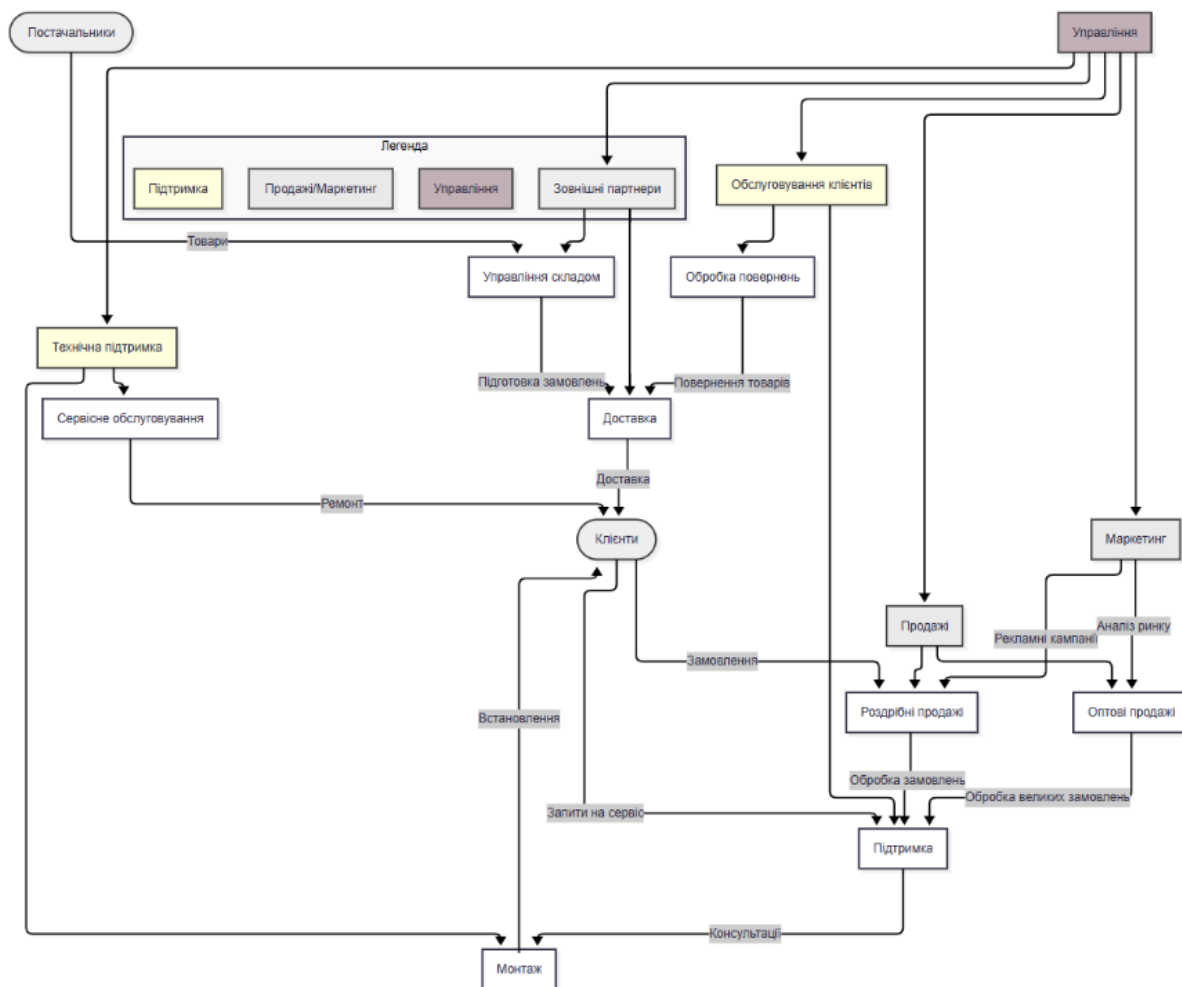 Постачальники
Управління
Легенда
Підтримка
Продажі/Маркетинг
Управління
Зовнішні партнери
Обслуговування клієнтів
Товари
Управління складом
Обробка повернень
Технічна підтримка
Підготовка замовлень
Повернення товарів
Сервісне обслуговування
Доставка
Доставка
Ремонт
Клієнти
Маркетинг
Продажі
Аналіз ринку
Рекламні кампанії
Замовлення
Роздрібні продажі
Оптові продажі
Встановлення
Обробка замовлень
Обробка великих замовлень
Запити на сервіс
Підтримка
Консультації
Монтаж